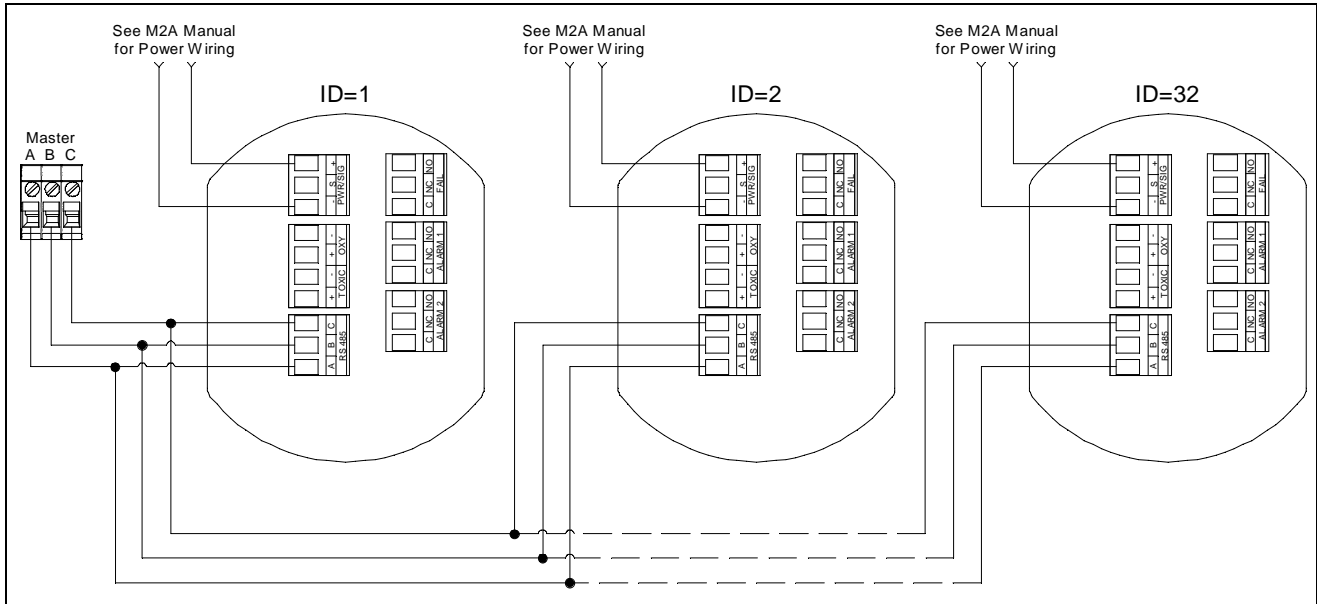 See M2A Manual
for Power Wiring
See M2A Manual
for Power Wiring
See M2A Manual
for Power Wiring
ID=1
ID=2
ID=32
Master
A B C
- S +
PWR/SIG
C NC NO
FAIL
+ - + -
TOXIC OXY
C NC NO
ALARM 1
A B C
RS 485
C NC NO
ALARM 2
- S +
PWR/SIG
C NC NO
FAIL
+ - + -
TOXIC OXY
C NC NO
ALARM 1
A B C
RS 485
C NC NO
ALARM 2
- S +
PWR/SIG
C NC NO
FAIL
+ - + -
TOXIC OXY
C NC NO
ALARM 1
A B C
RS 485
C NC NO
ALARM 2